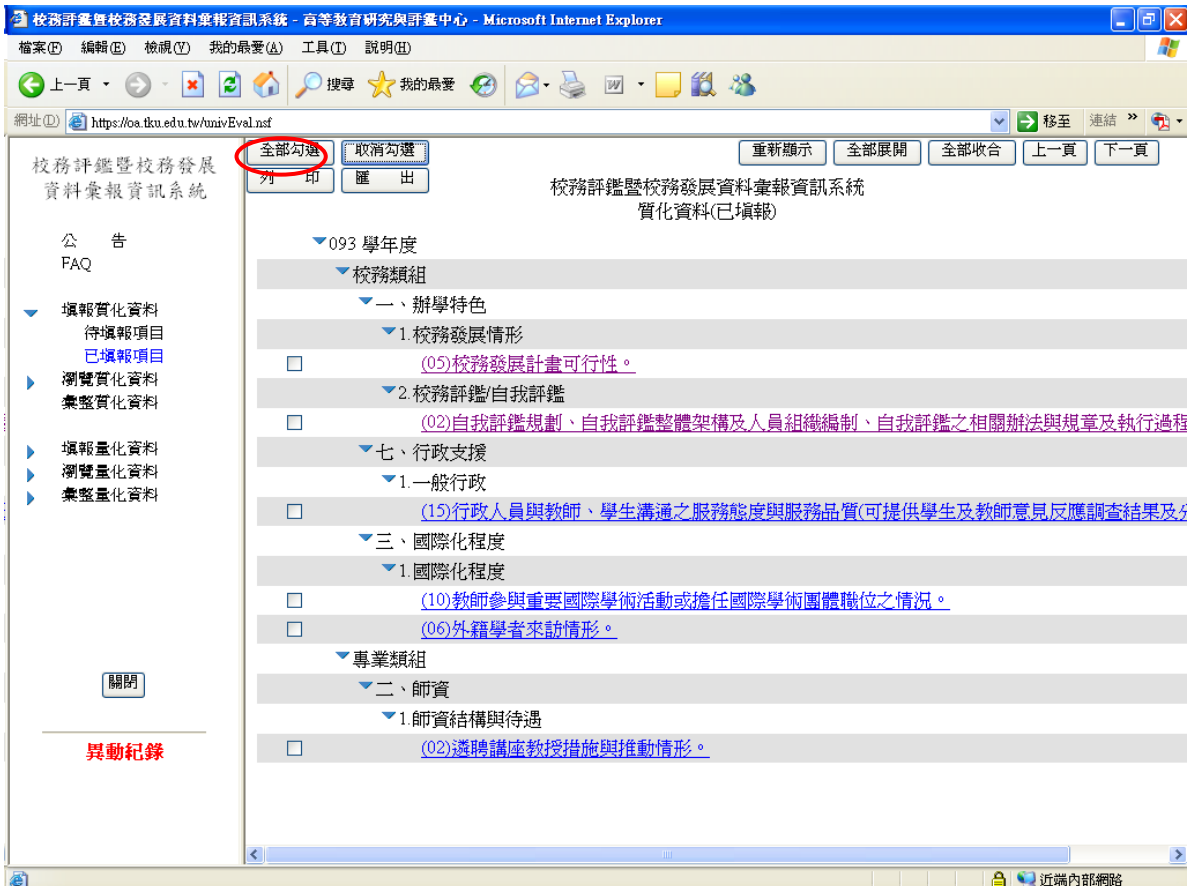 校務評鑑暨校務發展資料彙報資訊系統 - 高等教育研究與評鑑中心 - Microsoft Internet Explorer
檔案(F) 編輯(E) 檢視(V) 我的最愛(A) 工具(T) 說明(H)
上一頁 搜尋 我的最愛
網址(D) https://oa.tku.edu.tw/univEval.nsf 移至 連結 »
校務評鑑暨校務發展
資料彙報資訊系統
公 告
FAQ
填報質化資料
待填報項目
已填報項目
瀏覽質化資料
彙整質化資料
填報量化資料
瀏覽量化資料
彙整量化資料
關閉
異動紀錄
全部勾選 取消勾選 重新顯示 全部展開 全部收合 上一頁 下一頁
列 印 匯 出
校務評鑑暨校務發展資料彙報資訊系統
質化資料(已填報)
093 學年度
校務類組
一、辦學特色
1.校務發展情形
(05)校務發展計畫可行性。
2.校務評鑑/自我評鑑
(02)自我評鑑規劃、自我評鑑整體架構及人員組織編制、自我評鑑之相關辦法與規章及執行過程
七、行政支援
1.一般行政
(15)行政人員與教師、學生溝通之服務態度與服務品質(可提供學生及教師意見反應調查結果及分
三、國際化程度
1.國際化程度
(10)教師參與重要國際學術活動或擔任國際學術團體職位之情況。
(06)外籍學者來訪情形。
專業類組
二、師資
1.師資結構與待遇
(02)遴聘講座教授措施與推動情形。
近端內部網路